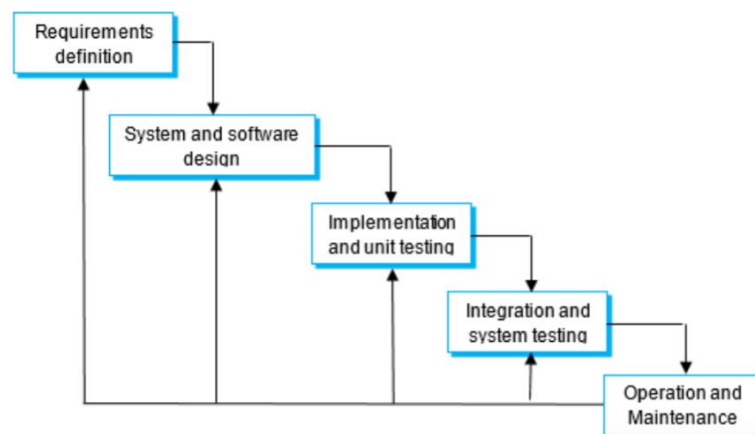 Requirements
definition
System and software
design
Implementation
and unit testing
Integration and
system testing
Operation and
Maintenance